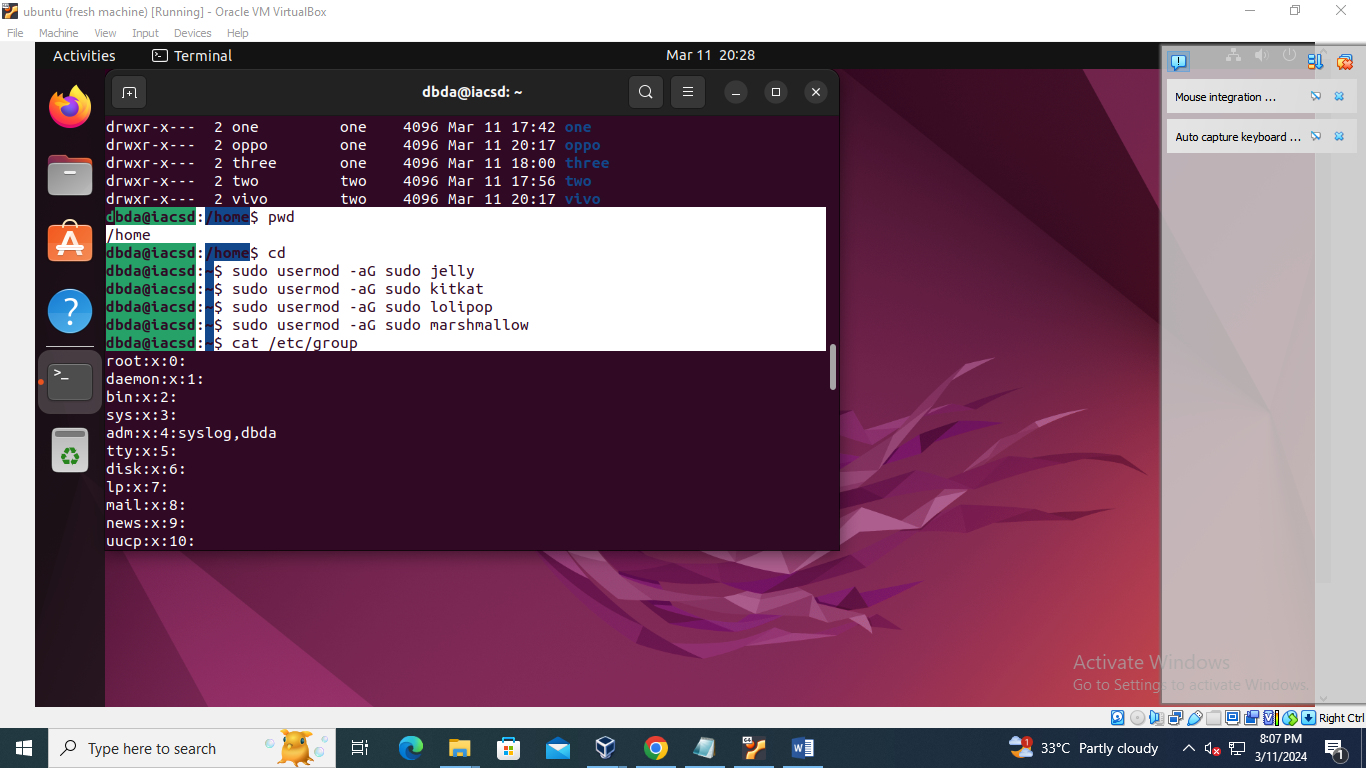 ubuntu (fresh machine) [Running] - Oracle VM VirtualBox
File Machine View Input Devices Help
Activities Terminal Mar 11 20:28
dbda@iacsd: ~
Mouse integration ...
Auto capture keyboard ...
drwxr-x--- 2 one one 4096 Mar 11 17:42 one
drwxr-x--- 2 oppo one 4096 Mar 11 20:17 oppo
drwxr-x--- 2 three one 4096 Mar 11 18:00 three
drwxr-x--- 2 two two 4096 Mar 11 17:56 two
drwxr-x--- 2 vivo two 4096 Mar 11 20:17 vivo
dbda@iacsd:/home$ pwd
/home
dbda@iacsd:/home$ cd
dbda@iacsd:~$ sudo usermod -aG sudo jelly
dbda@iacsd:~$ sudo usermod -aG sudo kitkat
dbda@iacsd:~$ sudo usermod -aG sudo lolipop
dbda@iacsd:~$ sudo usermod -aG sudo marshmallow
dbda@iacsd:~$ cat /etc/group
root:x:0:
daemon:x:1:
bin:x:2:
sys:x:3:
adm:x:4:syslog,dbda
tty:x:5:
disk:x:6:
lp:x:7:
mail:x:8:
news:x:9:
uucp:x:10:
Activate Windows
Go to Settings to activate Windows.
Right Ctrl
Type here to search
1
33°C Partly cloudy
8:07 PM
3/11/2024
1